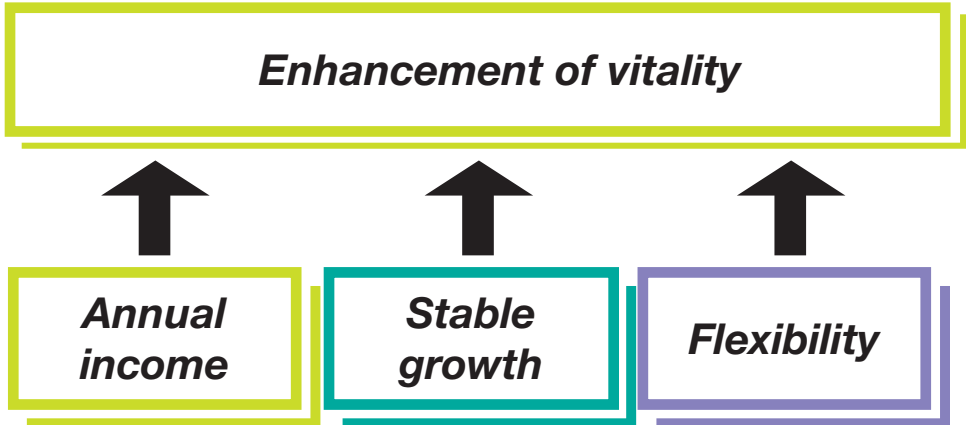 Enhancement of vitality
Annual
income
Stable
growth
Flexibility